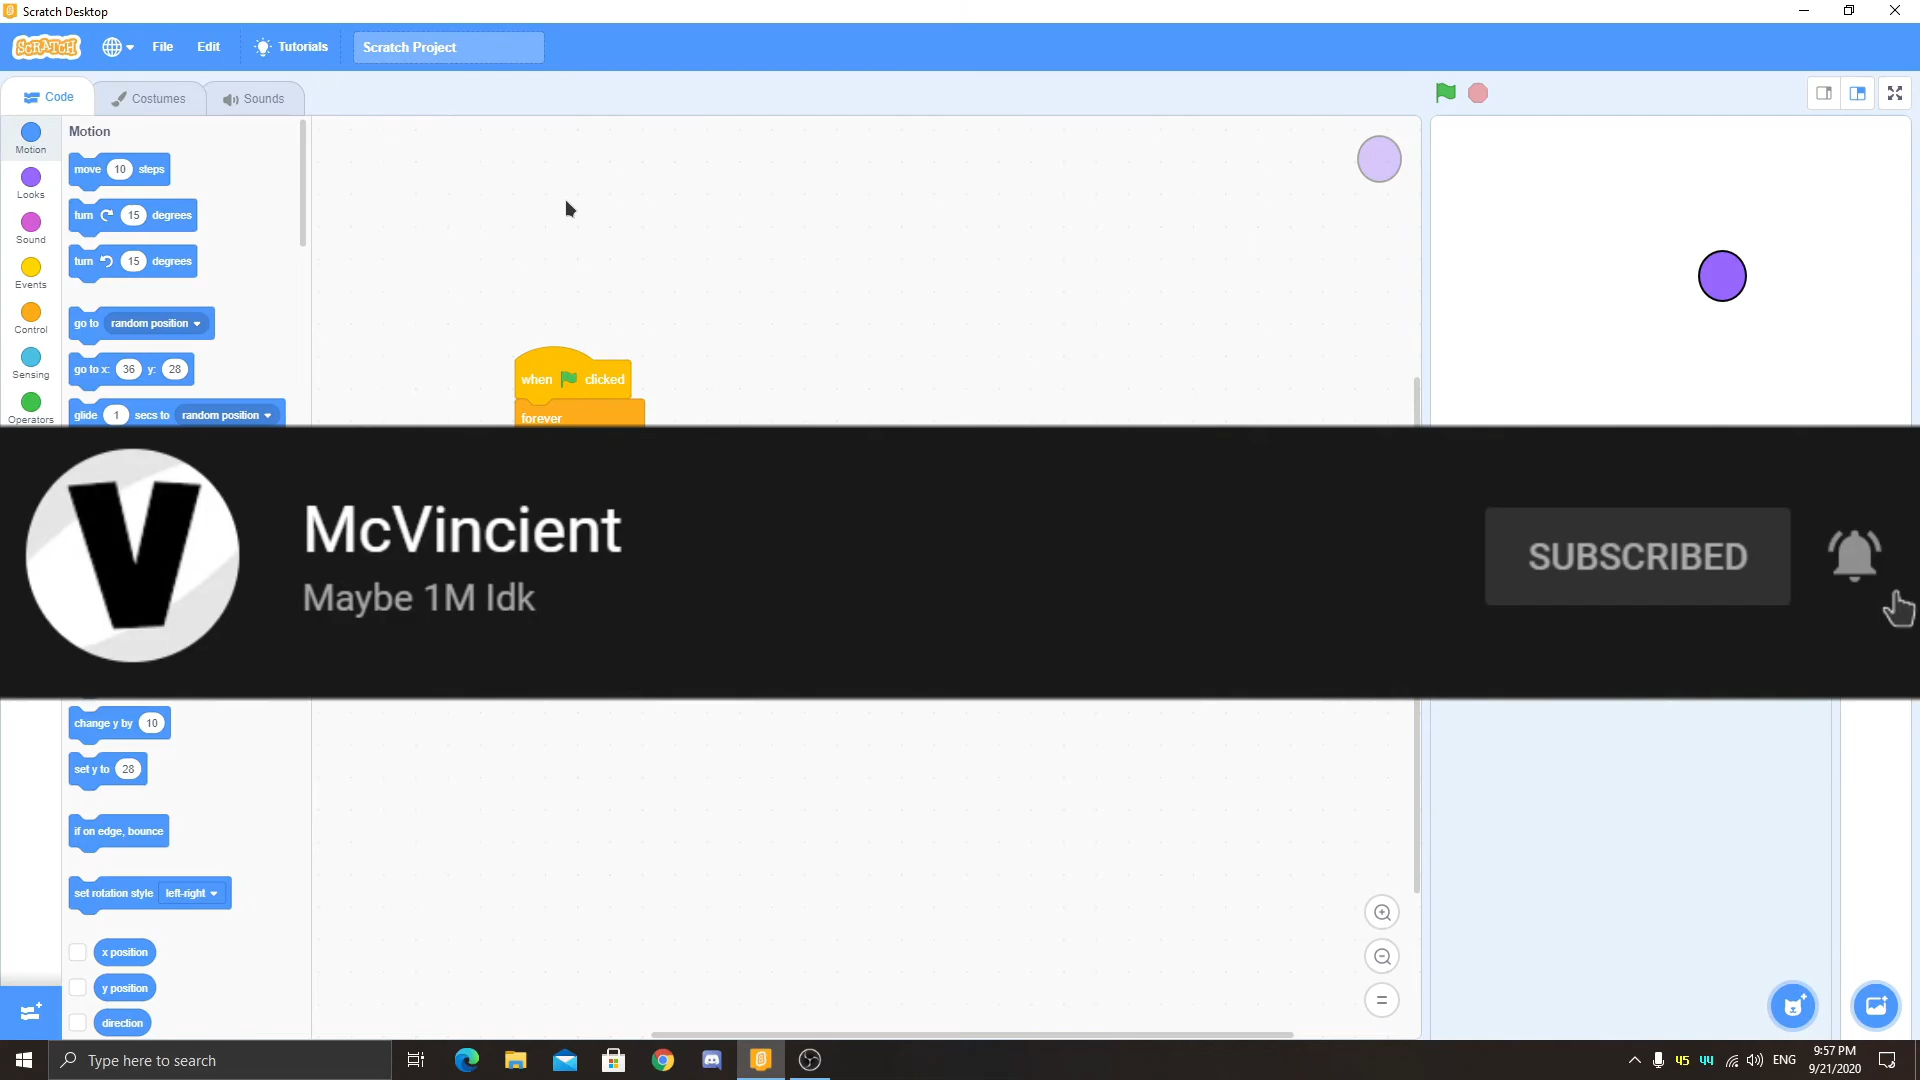 Scratch Desktop
SCRATCH
File
Edit
Tutorials
Scratch Project
Code
Costumes
Sounds
Motion
Looks
Sound
Events
Control
Sensing
Operators
Motion
move 10 steps
turn 15 degrees
turn 15 degrees
go to random position
go to x: 36 y: 28
glide 1 secs to random position
when clicked
forever
V
McVincient
Maybe 1M Idk
SUBSCRIBED
change y by 10
set y to 28
if on edge, bounce
set rotation style left-right
x position
y position
direction
=
Type here to search
45
44
ENG
9:57 PM
9/21/2020